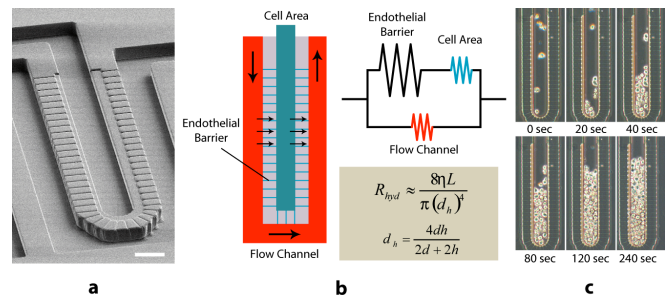 Cell Area
Endothelial
Barrier
Flow Channel
Endothelial
Barrier
Cell Area
Flow Channel
R_hyd ≈ 8ηL / π(d_h)^4
d_h = 4dh / 2d + 2h
0 sec
20 sec
40 sec
80 sec
120 sec
240 sec
a
b
c